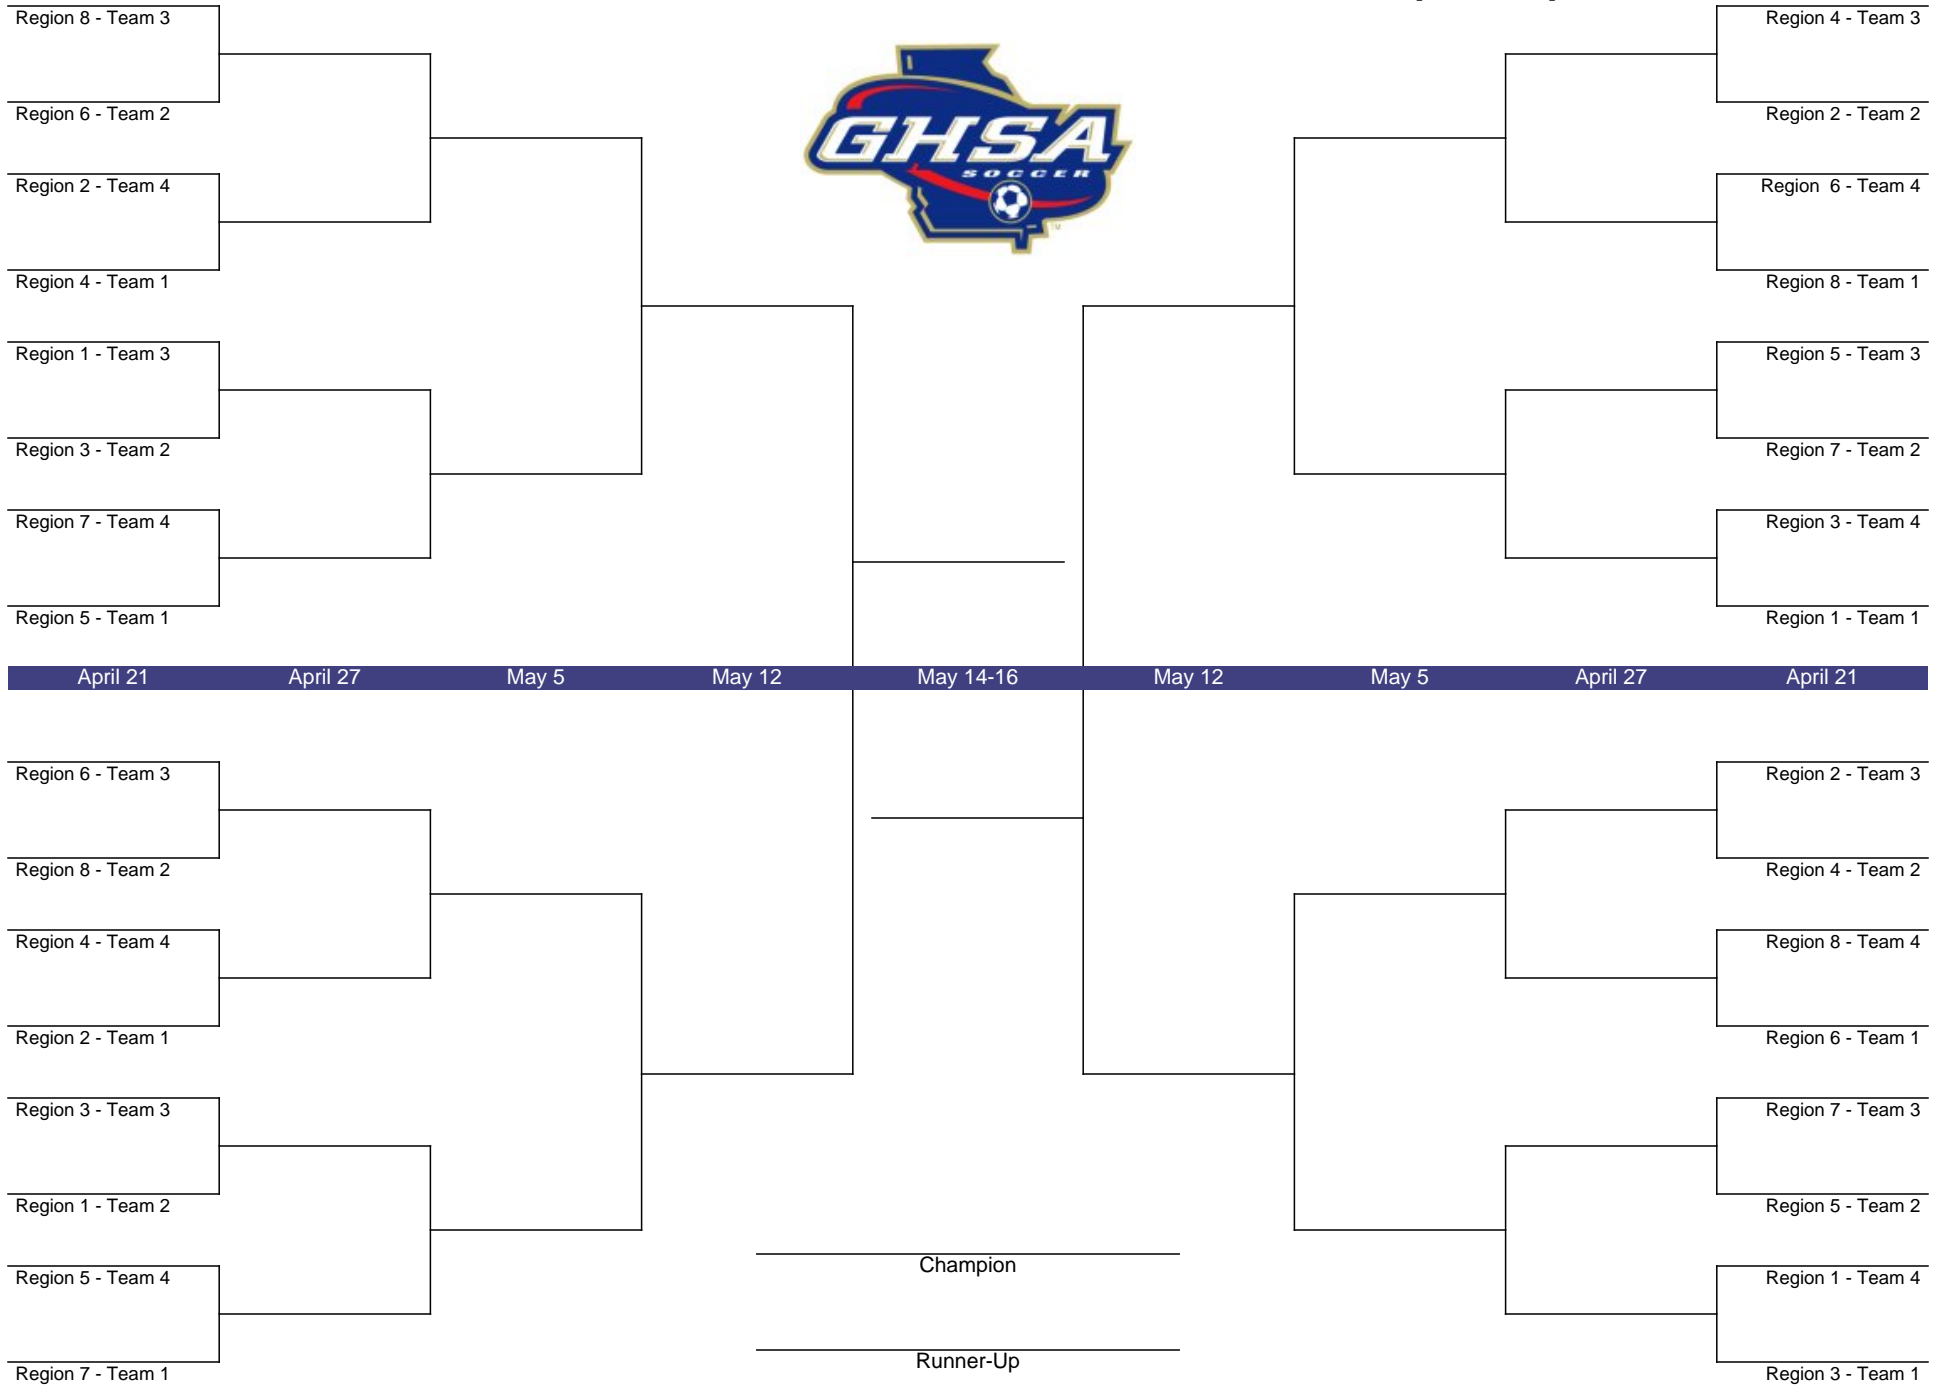 Region 8 - Team 3
Region 6 - Team 2
Region 2 - Team 4
Region 4 - Team 1
Region 1 - Team 3
Region 3 - Team 2
Region 7 - Team 4
Region 5 - Team 1
GHSA
SOCCER
TM
Region 4 - Team 3
Region 2 - Team 2
Region  6 - Team 4
Region 8 - Team 1
Region 5 - Team 3
Region 7 - Team 2
Region 3 - Team 4
Region 1 - Team 1
April 21 April 27 May 5 May 12 May 14-16 May 12 May 5 April 27 April 21
Region 6 - Team 3
Region 8 - Team 2
Region 4 - Team 4
Region 2 - Team 1
Region 3 - Team 3
Region 1 - Team 2
Region 5 - Team 4
Region 7 - Team 1
Champion
Runner-Up
Region 2 - Team 3
Region 4 - Team 2
Region 8 - Team 4
Region 6 - Team 1
Region 7 - Team 3
Region 5 - Team 2
Region 1 - Team 4
Region 3 - Team 1